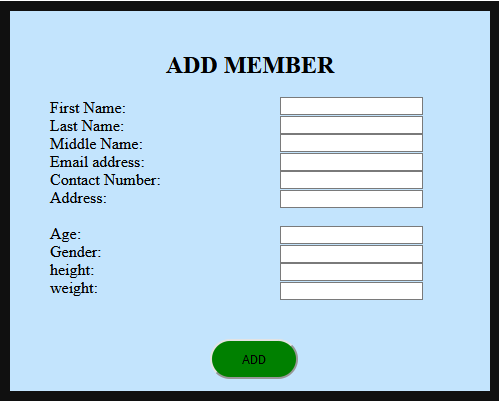 ADD MEMBER
First Name:
Last Name:
Middle Name:
Email address:
Contact Number:
Address:
Age:
Gender:
height:
weight:
ADD